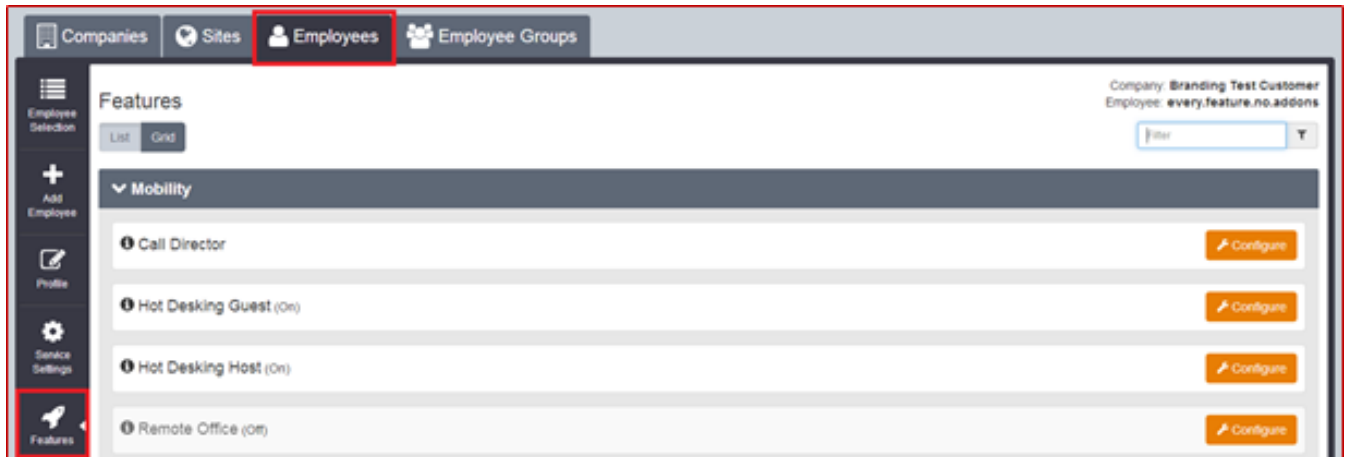 Companies
Sites
Employees
Employee Groups
Employee
Selection
Add
Employee
Profile
Service
Settings
Features
Features
List
Grid
Company: Branding Test Customer
Employee: every.feature.no.addons
Filter
Mobility
Call Director
Configure
Hot Desking Guest (On)
Configure
Hot Desking Host (On)
Configure
Remote Office (Off)
Configure